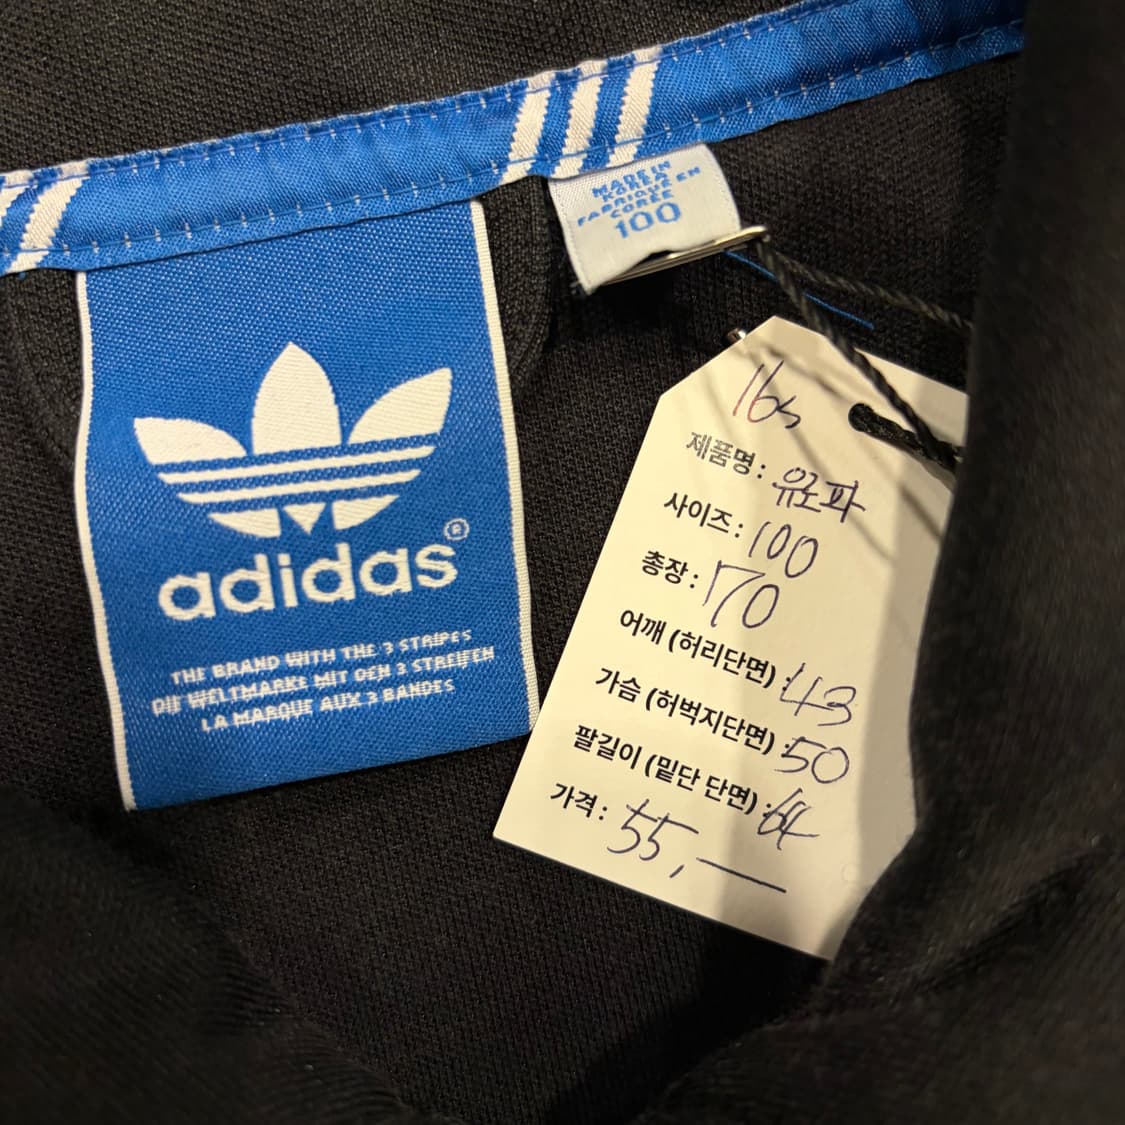 adidas®
THE BRAND WITH THE 3 STRIPES
DIE WELTMARKE MIT DEN 3 STREIFEN
LA MARQUE AUX 3 BANDES
MADE IN
KOREA
FABRIQUE EN
COREE
100
16s
제품명 : 유로파
사이즈 : 100
총장 : 70
어깨 (허리단면) : 43
가슴 (허벅지단면) : 50
팔길이 (밑단 단면) : 64
가격 : 55,—